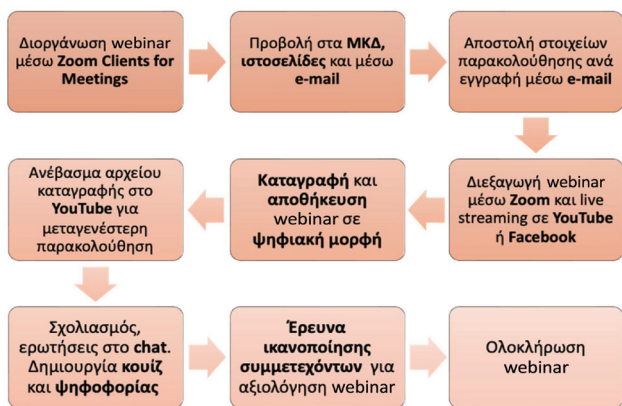 Διοργάνωση webinar
μέσω Zoom Clients for
Meetings
Προβολή στα ΜΚΔ,
ιστοσελίδες και μέσω
e-mail
Αποστολή στοιχείων
παρακολούθησης ανά
εγγραφή μέσω e-mail
Διεξαγωγή webinar
μέσω Zoom και live
streaming σε YouTube
ή Facebook
Καταγραφή και
αποθήκευση
webinar σε
ψηφιακή μορφή
Ανέβασμα αρχείου
καταγραφής στο
YouTube για
μεταγενέστερη
παρακολούθηση
Σχολιασμός,
ερωτήσεις στο chat.
Δημιουργία κουίζ
και ψηφοφορίας
Έρευνα
ικανοποίησης
συμμετεχόντων για
αξιολόγηση webinar
Ολοκλήρωση
webinar